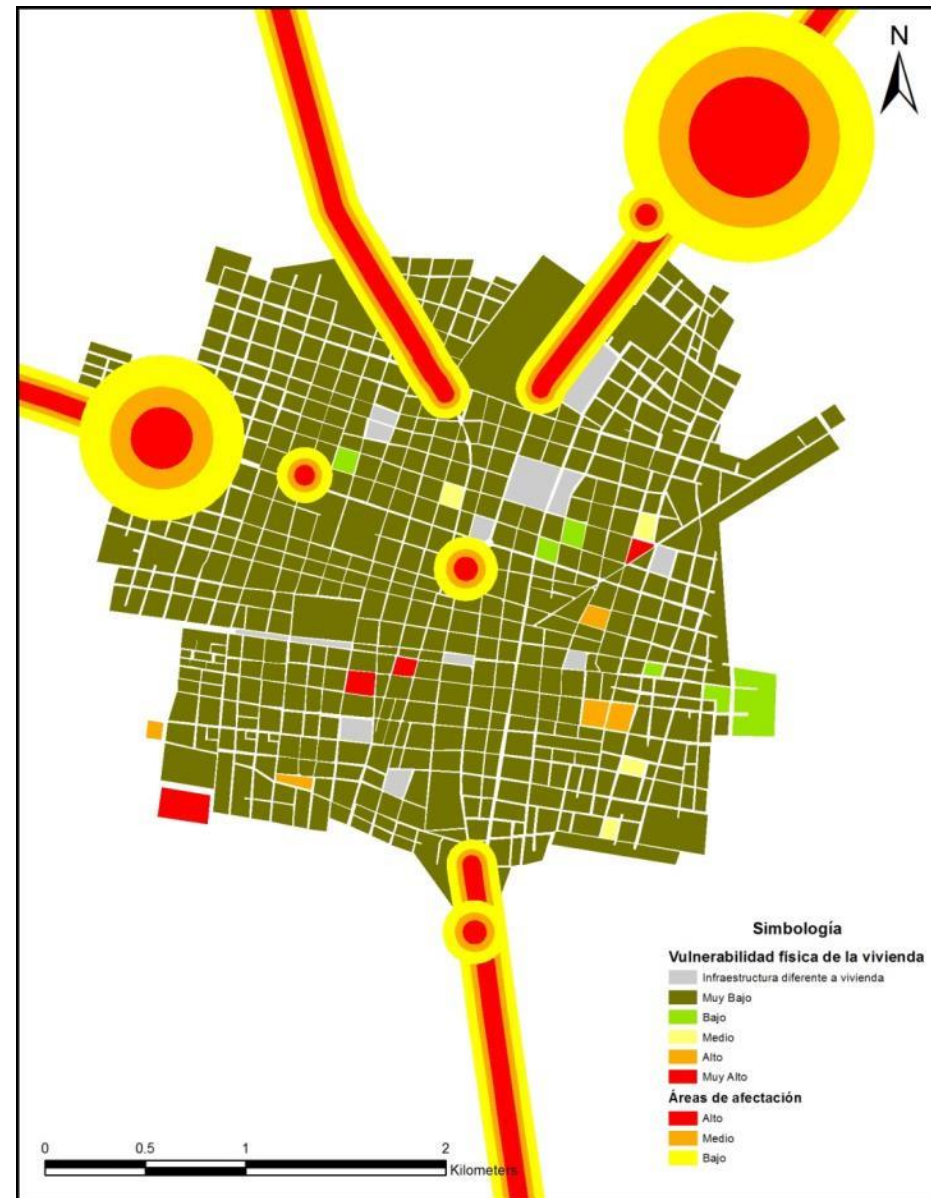 N
Simbología
Vulnerabilidad física de la vivienda
Infraestructura diferente a vivienda
Muy Bajo
Bajo
Medio
Alto
Muy Alto
Áreas de afectación
Alto
Medio
Bajo
0 0.5 1 2
Kilometers